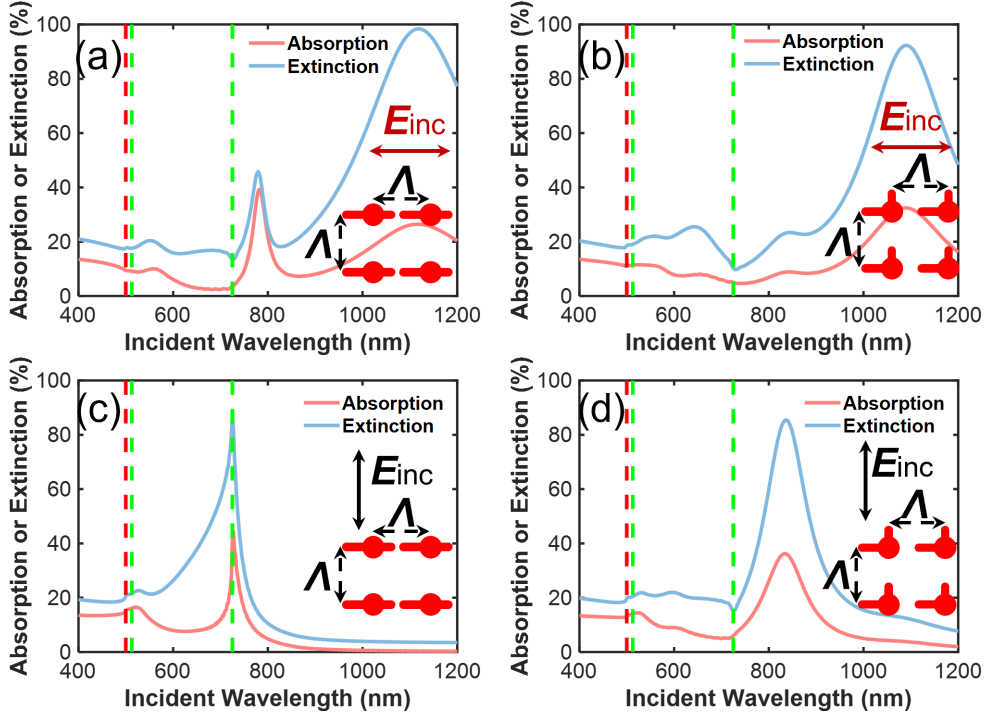 (a)
Absorption
Extinction
E inc
Λ
Λ
100
80
60
40
20
0
400 600 800 1000 1200
Absorption or Extinction (%)
Incident Wavelength (nm)
(b)
Absorption
Extinction
E inc
Λ
Λ
100
80
60
40
20
0
400 600 800 1000 1200
Absorption or Extinction (%)
Incident Wavelength (nm)
(c)
Absorption
Extinction
E inc
Λ
Λ
100
80
60
40
20
0
400 600 800 1000 1200
Absorption or Extinction (%)
Incident Wavelength (nm)
(d)
Absorption
Extinction
E inc
Λ
Λ
100
80
60
40
20
0
400 600 800 1000 1200
Absorption or Extinction (%)
Incident Wavelength (nm)